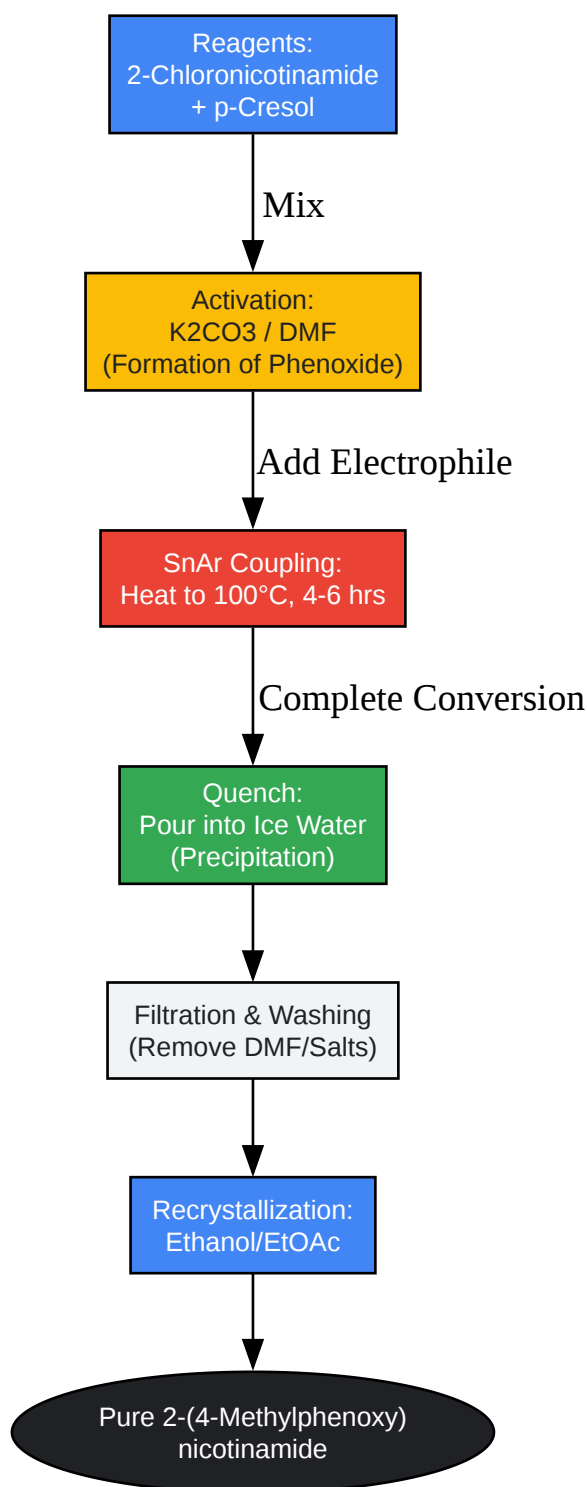 Reagents:
2-Chloronicotinamide
+ p-Cresol
Mix
Activation:
K2CO3 / DMF
(Formation of Phenoxide)
Add Electrophile
SnAr Coupling:
Heat to 100°C, 4-6 hrs
Complete Conversion
Quench:
Pour into Ice Water
(Precipitation)
Filtration & Washing
(Remove DMF/Salts)
Recrystallization:
Ethanol/EtOAc
Pure 2-(4-Methylphenoxy)
nicotinamide